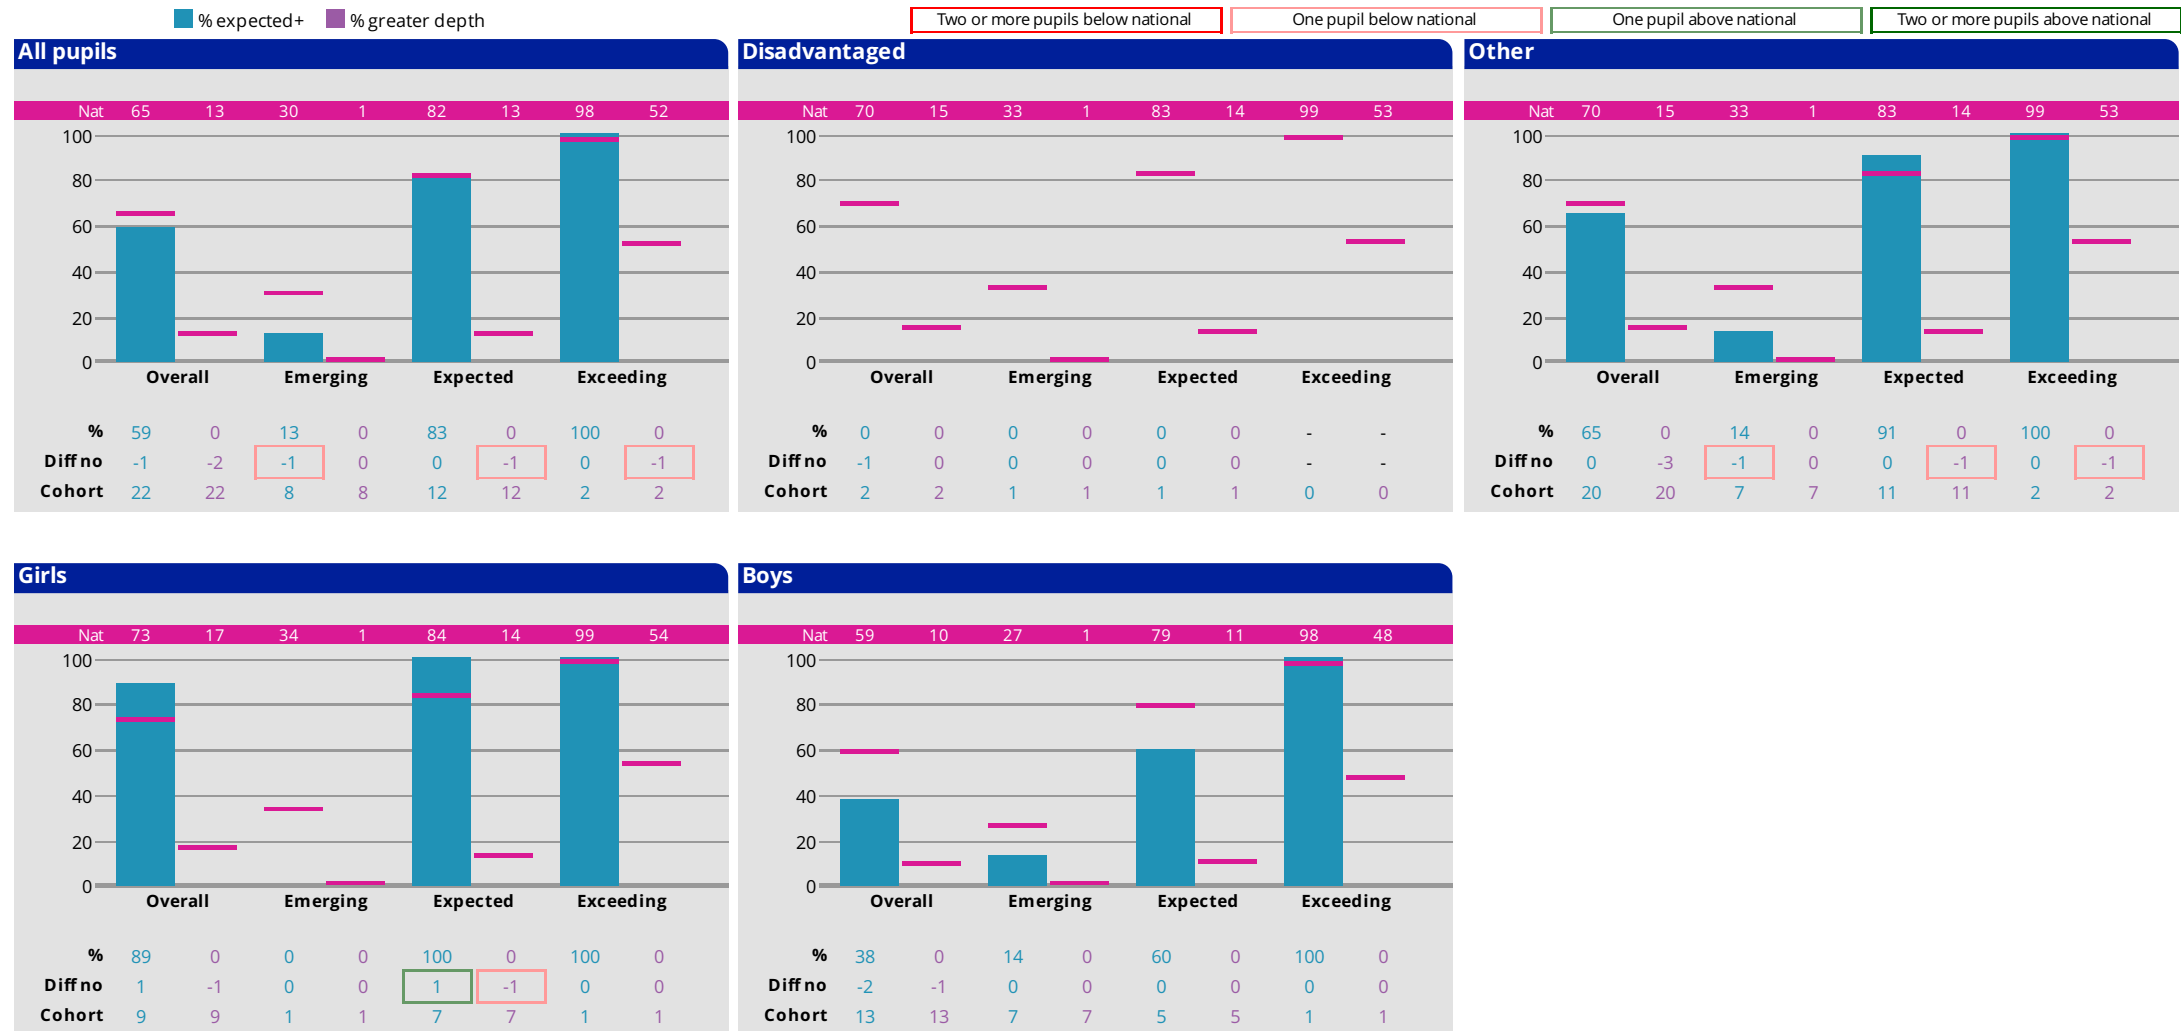 % expected+ % greater depth
Two or more pupils below national One pupil below national One pupil above national Two or more pupils above national
All pupils
Nat 65 13 30 1 82 13 98 52
100
80
60
40
20
0
Overall Emerging Expected Exceeding
% 59 0 13 0 83 0 100 0
Diff no -1 -2 -1 0 0 -1 0 -1
Cohort 22 22 8 8 12 12 2 2
Disadvantaged
Nat 70 15 33 1 83 14 99 53
100
80
60
40
20
0
Overall Emerging Expected Exceeding
% 0 0 0 0 0 0 - -
Diff no -1 0 0 0 0 0 - -
Cohort 2 2 1 1 1 1 0 0
Other
Nat 70 15 33 1 83 14 99 53
100
80
60
40
20
0
Overall Emerging Expected Exceeding
% 65 0 14 0 91 0 100 0
Diff no 0 -3 -1 0 0 -1 0 -1
Cohort 20 20 7 7 11 11 2 2
Girls
Nat 73 17 34 1 84 14 99 54
100
80
60
40
20
0
Overall Emerging Expected Exceeding
% 89 0 0 0 100 0 100 0
Diff no 1 -1 0 0 1 -1 0 0
Cohort 9 9 1 1 7 7 1 1
Boys
Nat 59 10 27 1 79 11 98 48
100
80
60
40
20
0
Overall Emerging Expected Exceeding
% 38 0 14 0 60 0 100 0
Diff no -2 -1 0 0 0 0 0 0
Cohort 13 13 7 7 5 5 1 1